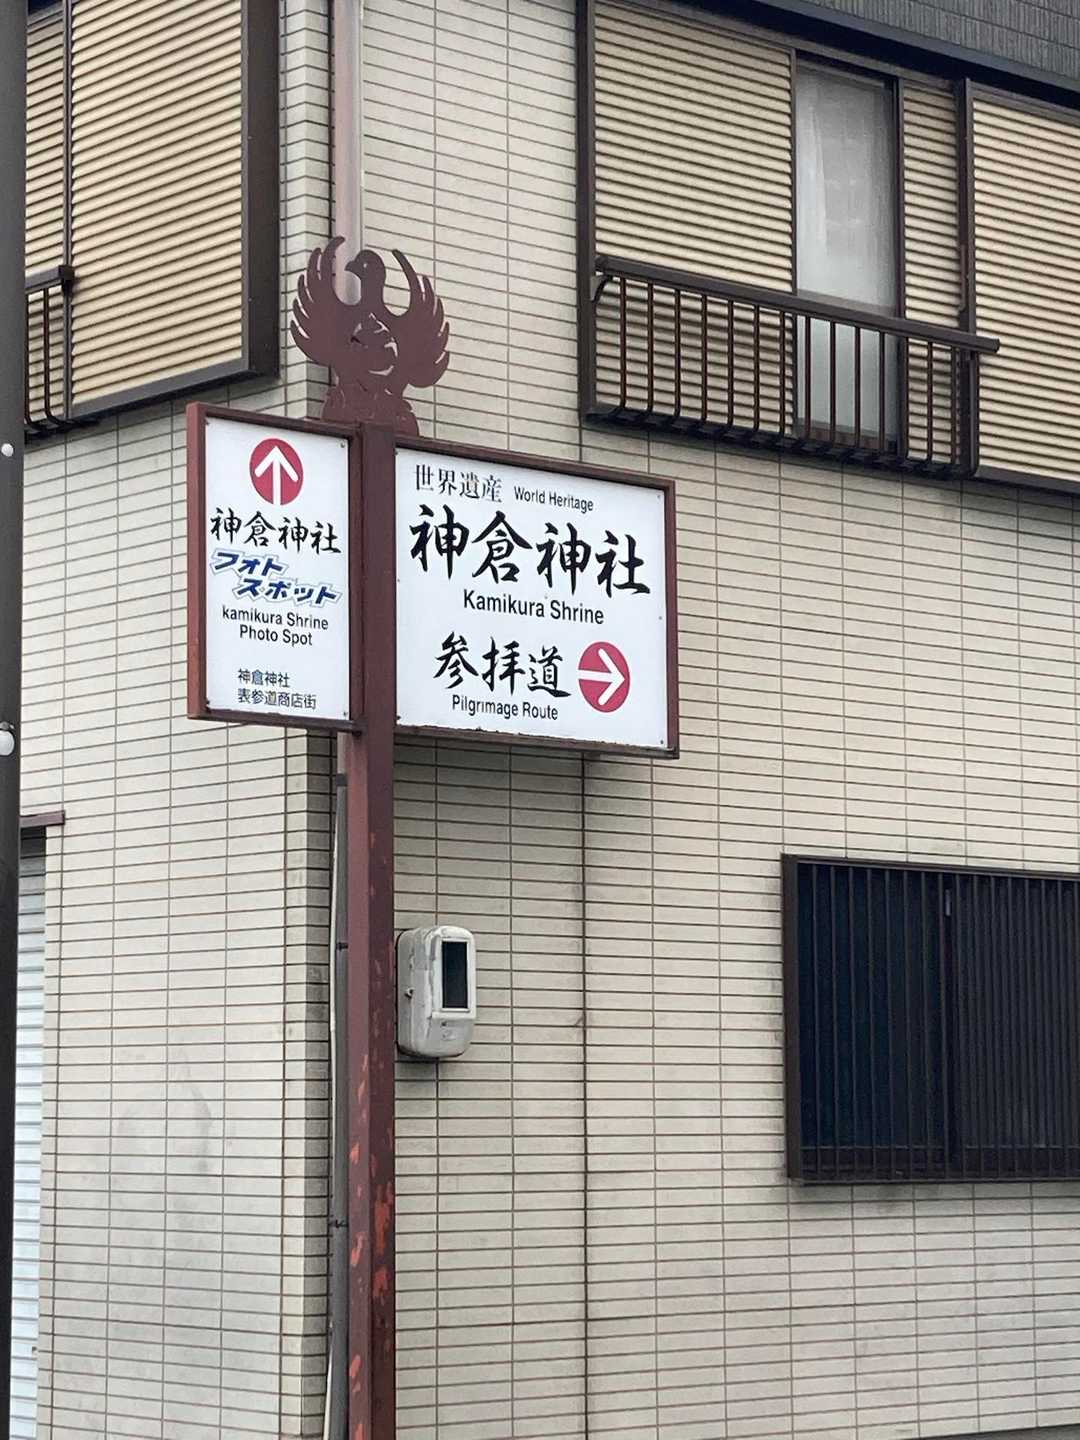 神倉神社
フォト
スポット
kamikura Shrine
Photo Spot
神倉神社
表参道商店街
世界遺産 World Heritage
神倉神社
Kamikura Shrine
参拝道
Pilgrimage Route